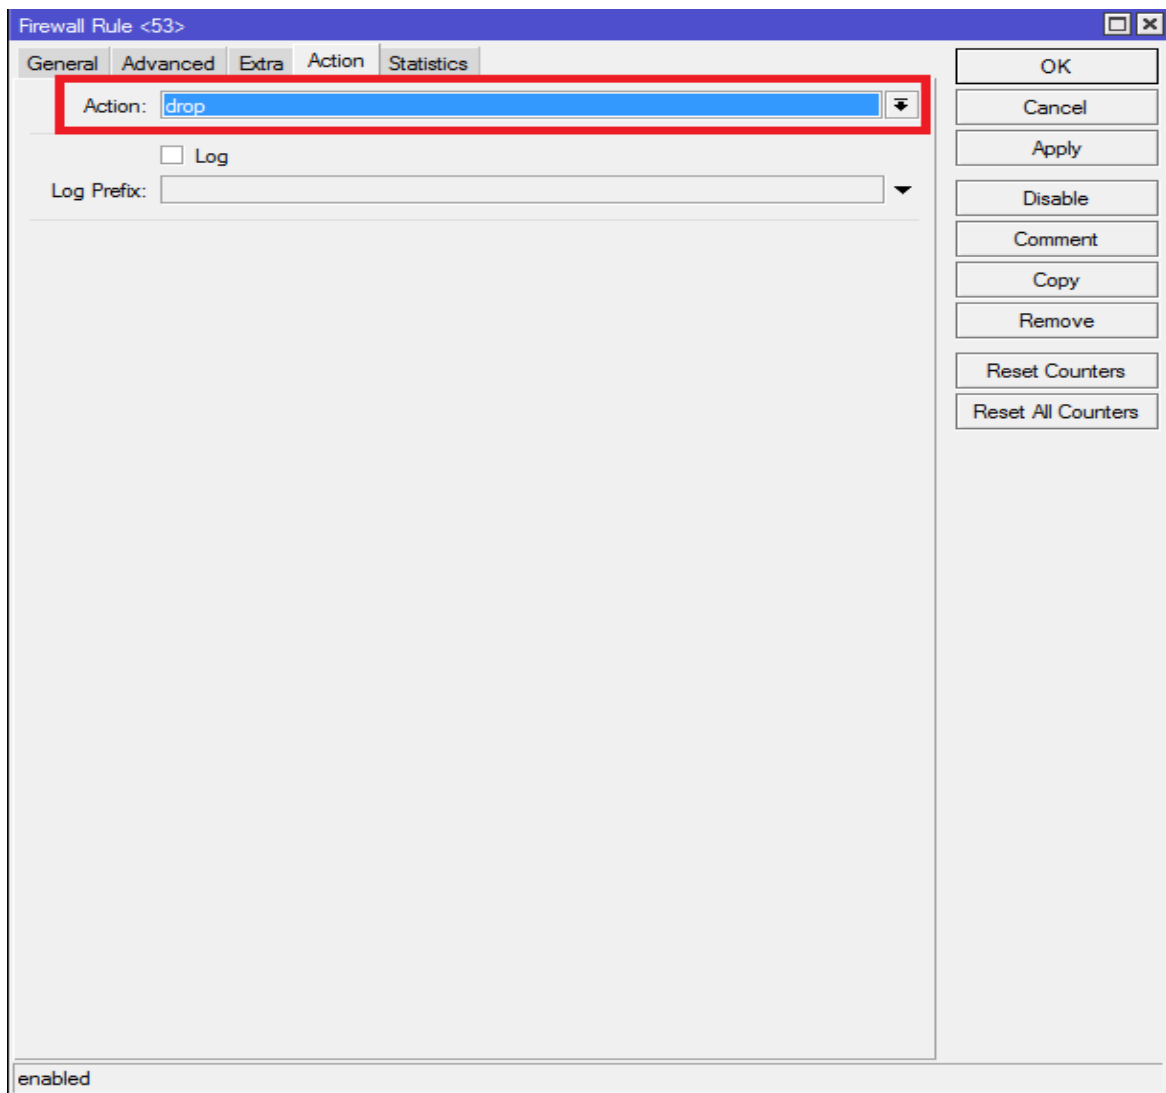 Firewall Rule <53>
General Advanced Extra Action Statistics
Action: drop
Log
Log Prefix:
OK
Cancel
Apply
Disable
Comment
Copy
Remove
Reset Counters
Reset All Counters
enabled